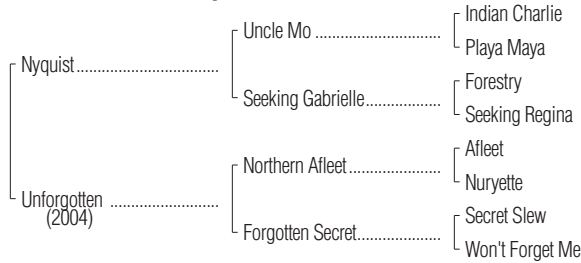 Indian Charlie
Uncle Mo ................................
Playa Maya
Nyquist....................................
Forestry
Seeking Gabrielle...................
Seeking Regina
Afleet
Northern Afleet.......................
Nuryette
Unforgotten ...........................
(2004)
Secret Slew
Forgotten Secret.....................
Won't Forget Me